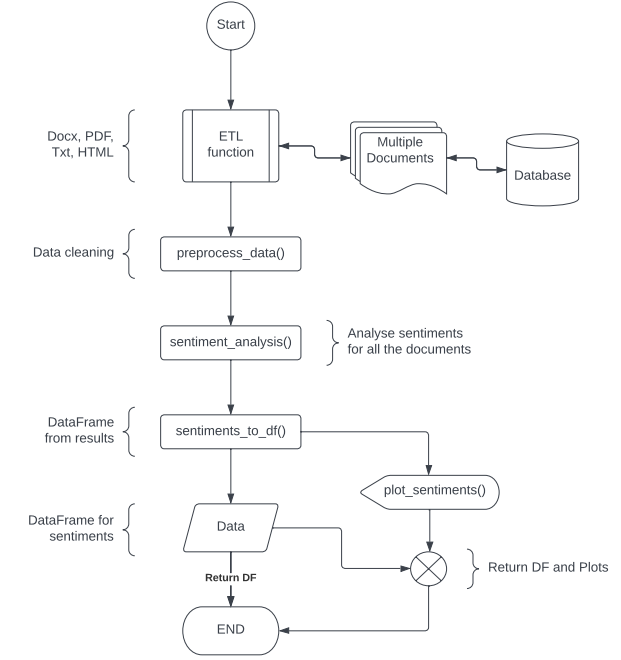 Start
Docx, PDF,
Txt, HTML
ETL
function
Multiple
Documents
Database
Data cleaning
preprocess_data()
sentiment_analysis()
Analyse sentiments
for all the documents
DataFrame
from results
sentiments_to_df()
plot_sentiments()
DataFrame for
sentiments
Data
Return DF and Plots
Return DF
END